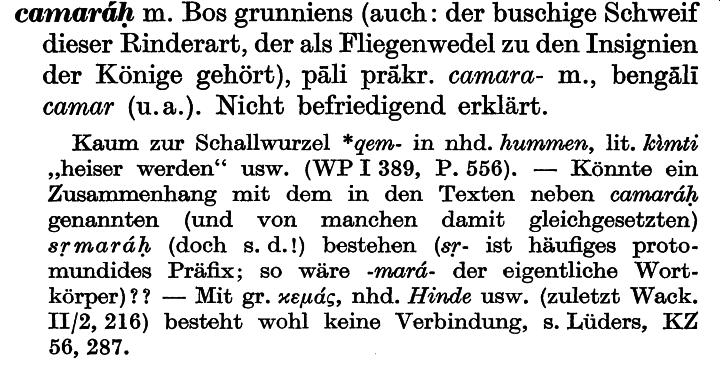 camaráḥ m. Bos grunniens (auch: der buschige Schweif
dieser Rinderart, der als Fliegenwedel zu den Insignien
der Könige gehört), pāli prākr. camara- m., bengālī
camar (u. a.). Nicht befriedigend erklärt.
Kaum zur Schallwurzel *qem- in nhd. hummen, lit. kìmti
„heiser werden“ usw. (WP I 389, P. 556). — Könnte ein
Zusammenhang mit dem in den Texten neben camaráḥ
genannten (und von manchen damit gleichgesetzten)
sṛmaráḥ (doch s. d.!) bestehen (sṛ- ist häufiges proto-
mundides Präfix; so wäre -mará- der eigentliche Wort-
körper)?? — Mit gr. κεμάς, nhd. Hinde usw. (zuletzt Wack.
II/2, 216) besteht wohl keine Verbindung, s. Lüders, KZ
56, 287.